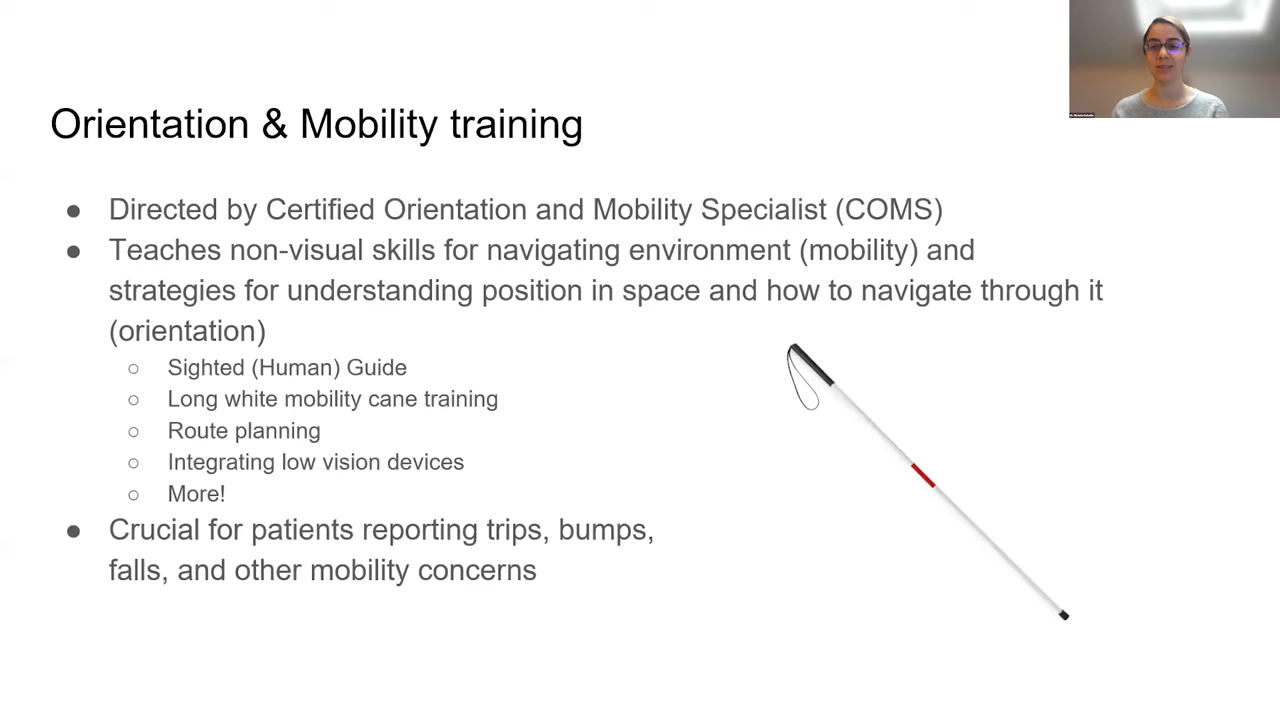 Orientation & Mobility training
● Directed by Certified Orientation and Mobility Specialist (COMS)
● Teaches non-visual skills for navigating environment (mobility) and
strategies for understanding position in space and how to navigate through it
(orientation)
○ Sighted (Human) Guide
○ Long white mobility cane training
○ Route planning
○ Integrating low vision devices
○ More!
● Crucial for patients reporting trips, bumps,
falls, and other mobility concerns